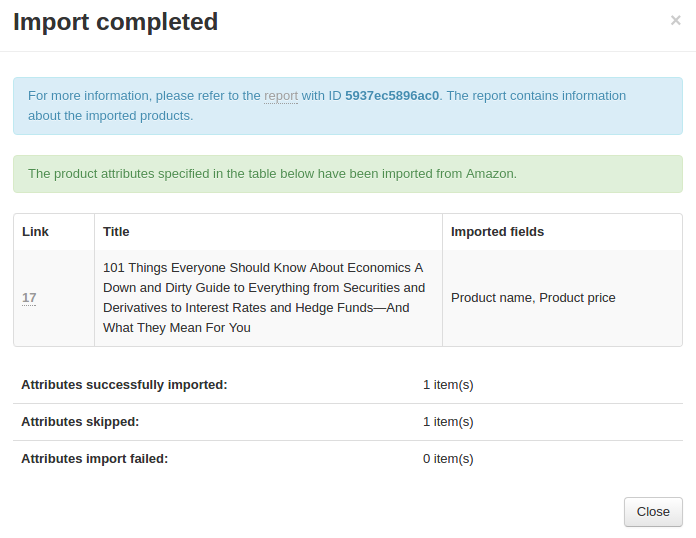 Import completed
×
For more information, please refer to the report with ID 5937ec5896ac0. The report contains information
about the imported products.
The product attributes specified in the table below have been imported from Amazon.
Link Title Imported fields
17
101 Things Everyone Should Know About Economics A
Down and Dirty Guide to Everything from Securities and
Derivatives to Interest Rates and Hedge Funds—And
What They Mean For You
Product name, Product price
Attributes successfully imported: 1 item(s)
Attributes skipped: 1 item(s)
Attributes import failed: 0 item(s)
Close